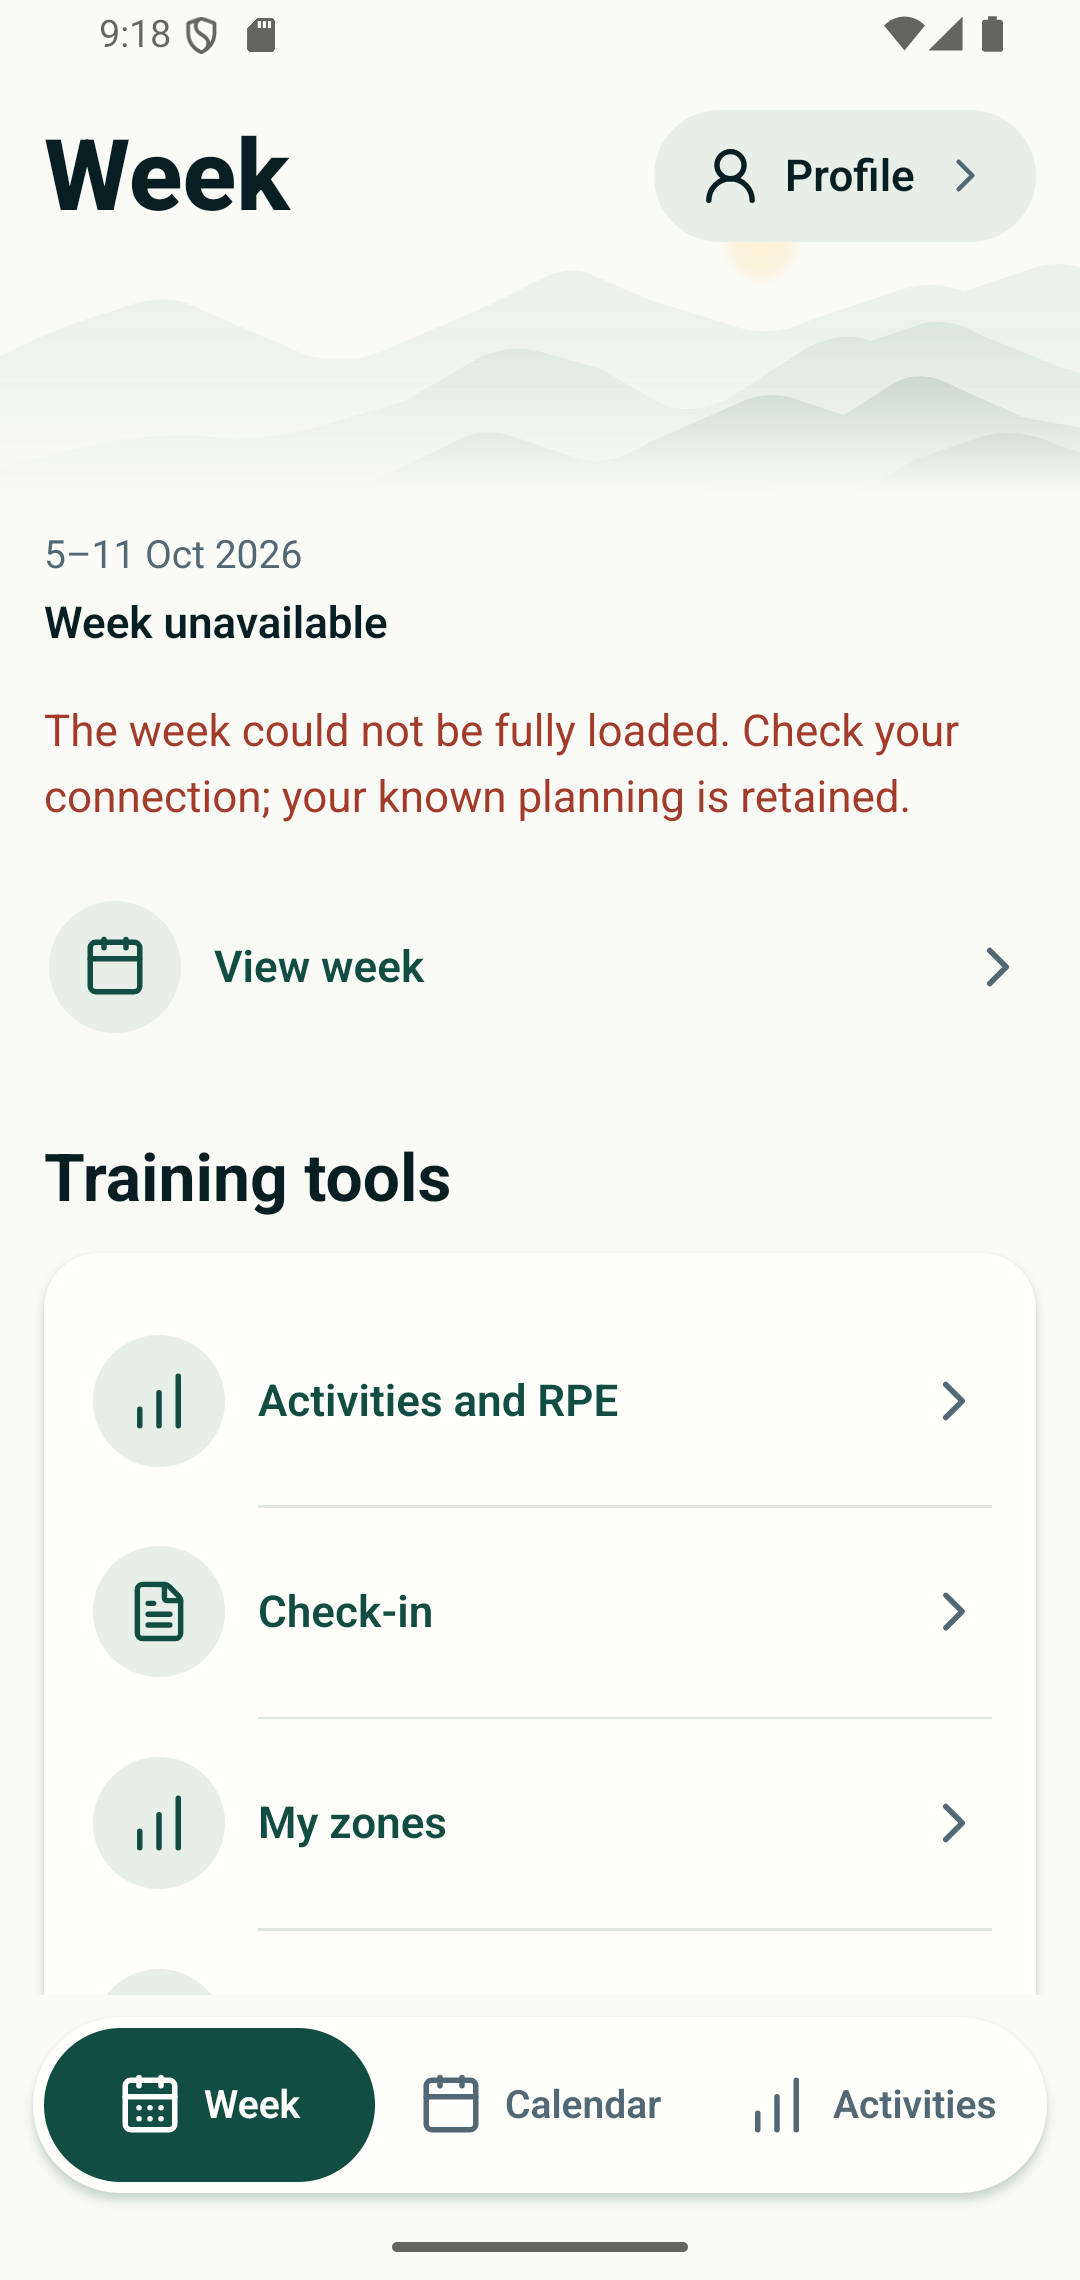 9:18
Week
Profile
5–11 Oct 2026
Week unavailable
The week could not be fully loaded. Check your
connection; your known planning is retained.
View week
Training tools
Activities and RPE
Check-in
My zones
Week
Calendar
Activities